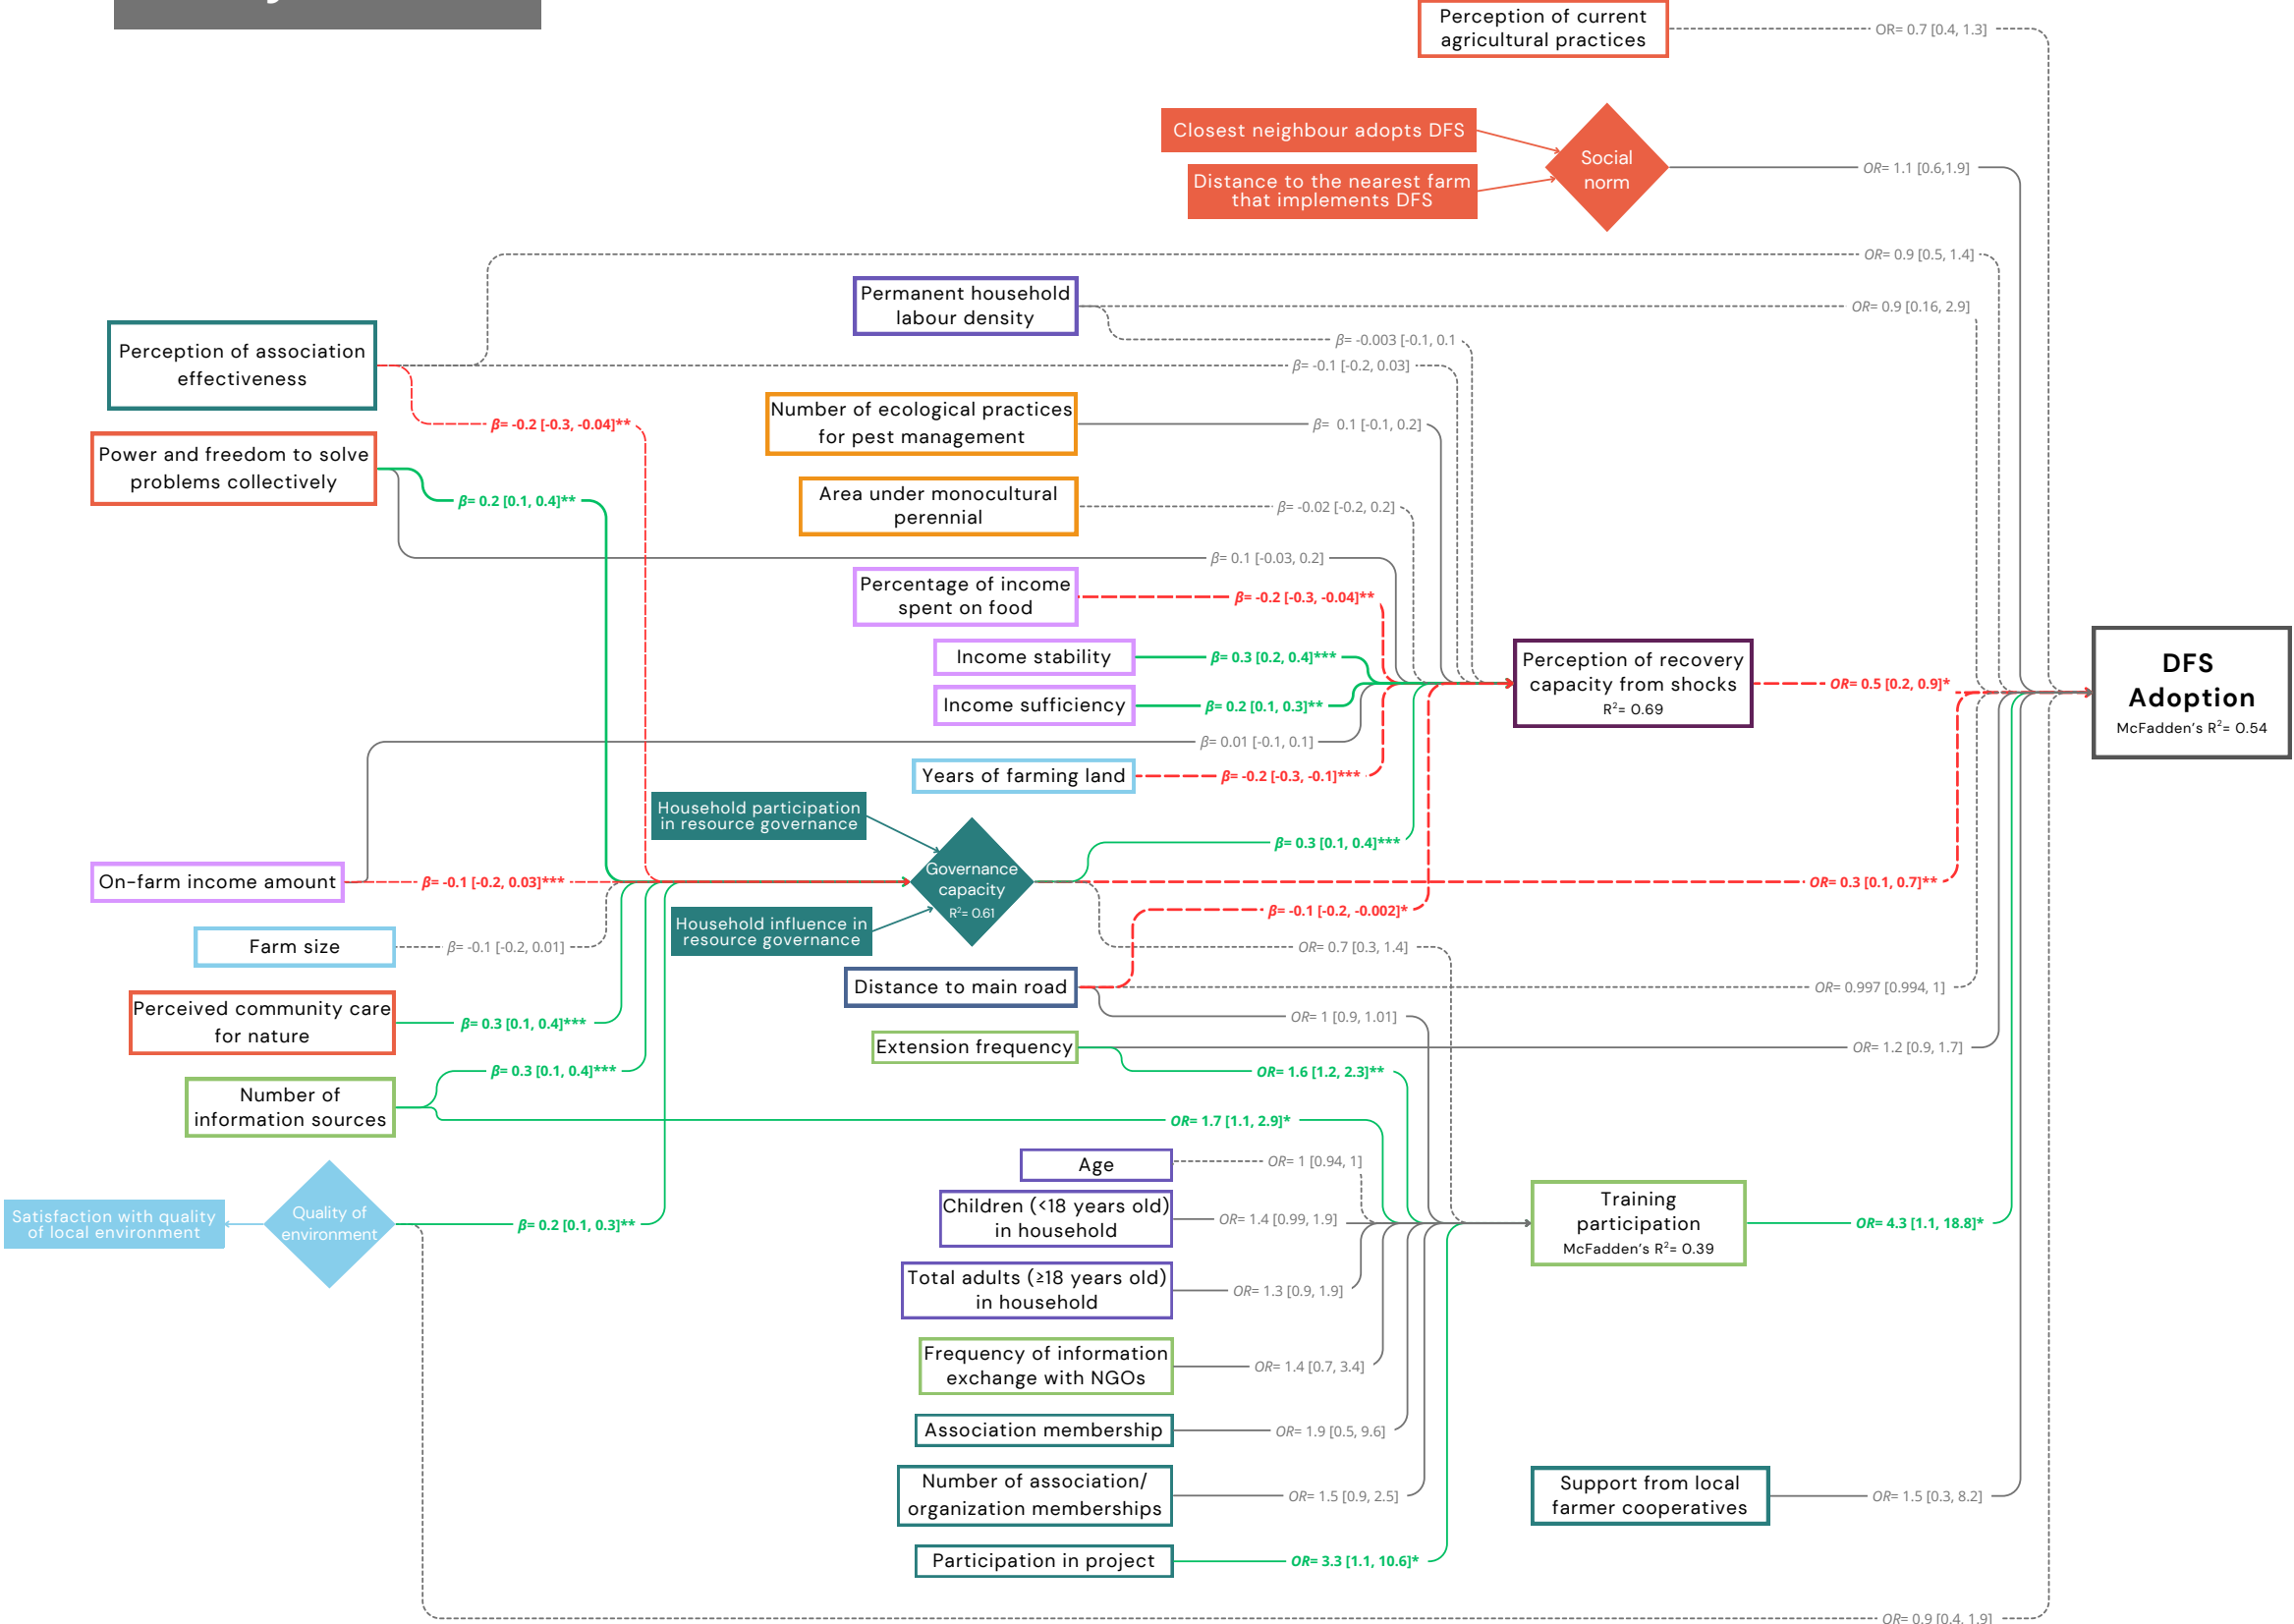 Perception of current
agricultural practices
OR= 0.7 [0.4, 1.3]
Closest neighbour adopts DFS
Distance to the nearest farm
that implements DFS
Social
norm
OR= 1.1 [0.6,1.9]
OR= 0.9 [0.5, 1.4]
Permanent household
labour density
OR= 0.9 [0.16, 2.9]
β= -0.003 [-0.1, 0.1
Perception of association
effectiveness
β= -0.1 [-0.2, 0.03]
β= -0.2 [-0.3, -0.04]**
Number of ecological practices
for pest management
β= 0.1 [-0.1, 0.2]
Power and freedom to solve
problems collectively
β= 0.2 [0.1, 0.4]**
Area under monocultural
perennial
β= -0.02 [-0.2, 0.2]
β= 0.1 [-0.03, 0.2]
Percentage of income
spent on food
β= -0.2 [-0.3, -0.04]**
Income stability
β= 0.3 [0.2, 0.4]***
Income sufficiency
β= 0.2 [0.1, 0.3]**
Perception of recovery
capacity from shocks
R²= 0.69
OR= 0.5 [0.2, 0.9]*
DFS
Adoption
McFadden's R²= 0.54
β= 0.01 [-0.1, 0.1]
Years of farming land
β= -0.2 [-0.3, -0.1]***
Household participation
in resource governance
Governance
capacity
R²= 0.61
β= 0.3 [0.1, 0.4]***
On-farm income amount
β= -0.1 [-0.2, 0.03]***
OR= 0.3 [0.1, 0.7]**
Household influence in
resource governance
β= -0.1 [-0.2, -0.002]*
Farm size
β= -0.1 [-0.2, 0.01]
OR= 0.7 [0.3, 1.4]
Distance to main road
OR= 0.997 [0.994, 1]
Perceived community care
for nature
β= 0.3 [0.1, 0.4]***
OR= 1 [0.9, 1.01]
Extension frequency
OR= 1.2 [0.9, 1.7]
β= 0.3 [0.1, 0.4]***
OR= 1.6 [1.2, 2.3]**
Number of
information sources
OR= 1.7 [1.1, 2.9]*
Age
OR= 1 [0.94, 1]
Satisfaction with quality
of local environment
Quality of
environment
β= 0.2 [0.1, 0.3]**
Children (<18 years old)
in household
OR= 1.4 [0.99, 1.9]
Training
participation
McFadden's R²= 0.39
OR= 4.3 [1.1, 18.8]*
Total adults (≥18 years old)
in household
OR= 1.3 [0.9, 1.9]
Frequency of information
exchange with NGOs
OR= 1.4 [0.7, 3.4]
Association membership
OR= 1.9 [0.5, 9.6]
Number of association/
organization memberships
OR= 1.5 [0.9, 2.5]
Support from local
farmer cooperatives
OR= 1.5 [0.3, 8.2]
Participation in project
OR= 3.3 [1.1, 10.6]*
OR= 0.9 [0.4, 1.9]